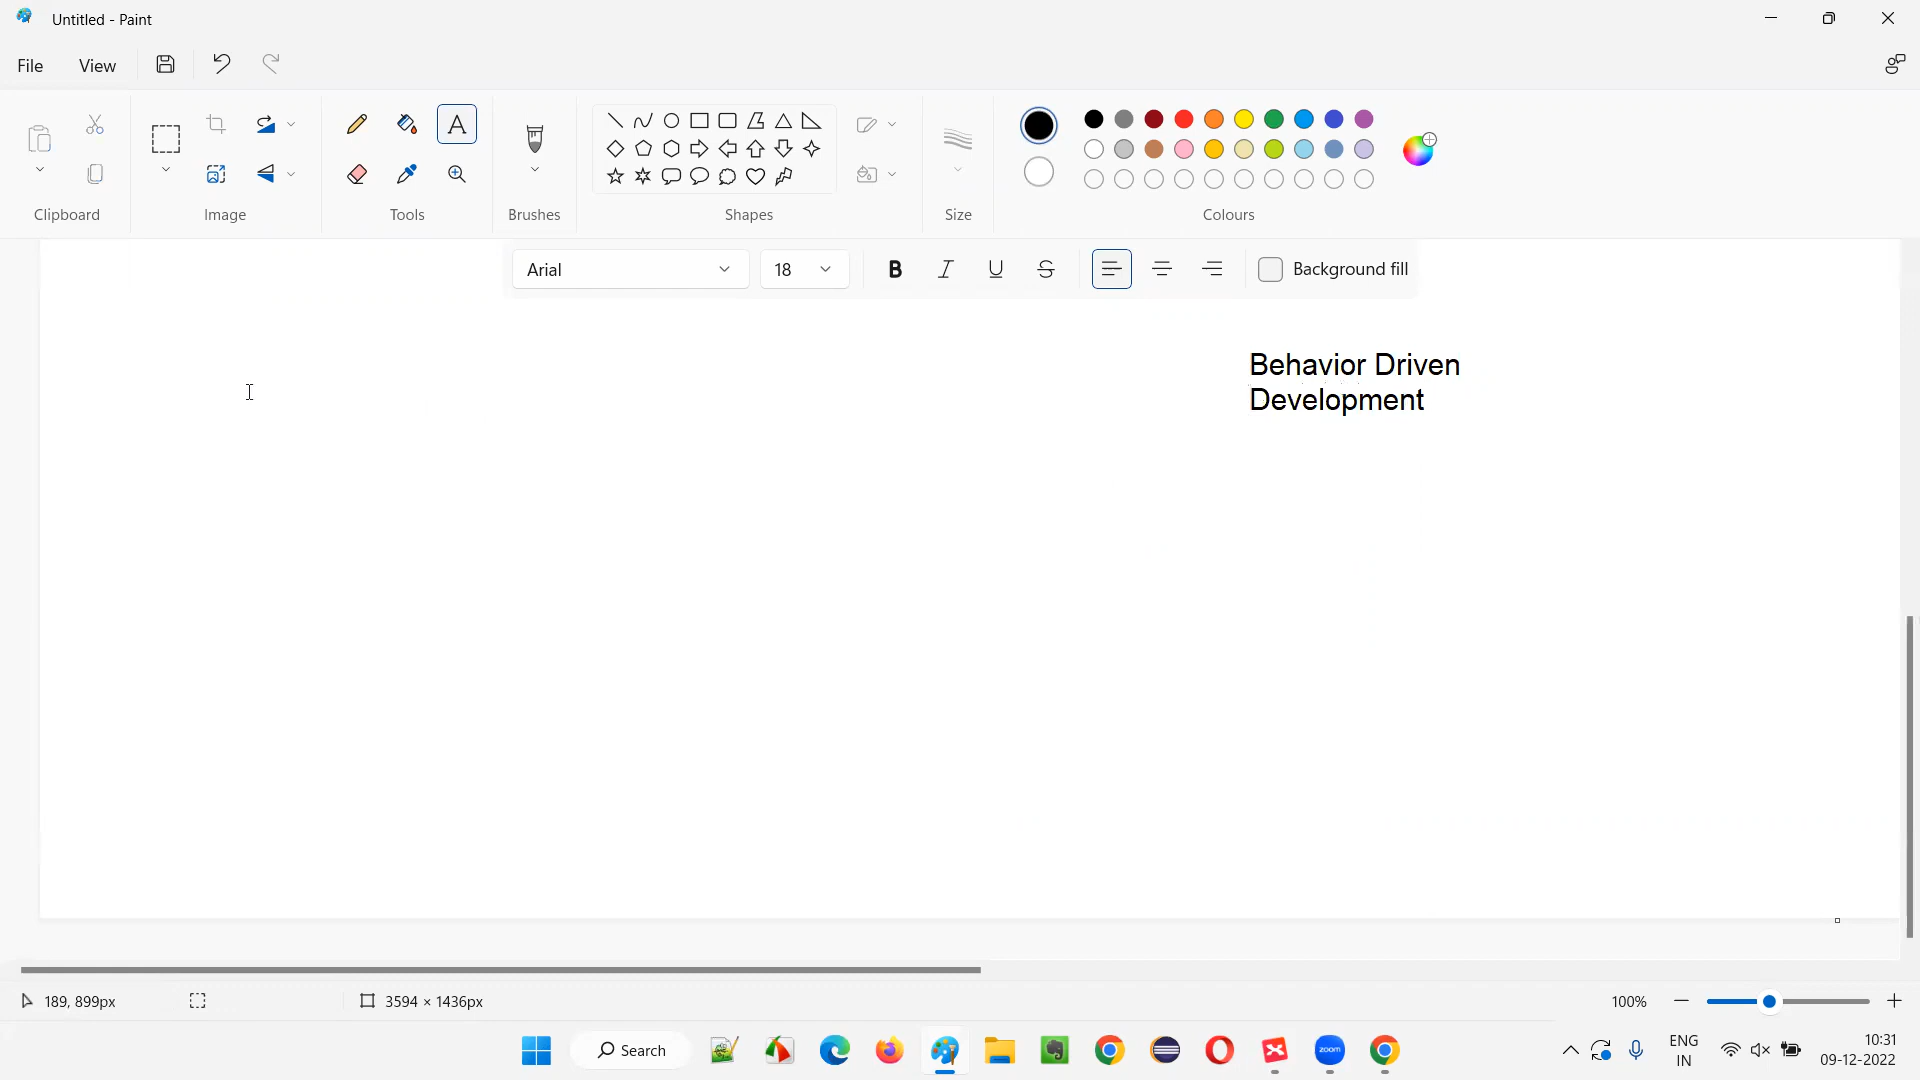 Untitled - Paint
File
View
Clipboard
Image
Tools
Brushes
Shapes
Size
Colours
Arial
18
B
I
U
S
Background fill
Behavior Driven
Development
189, 899px
3594 × 1436px
100%
Search
zoom
ENG
IN
10:31
09-12-2022